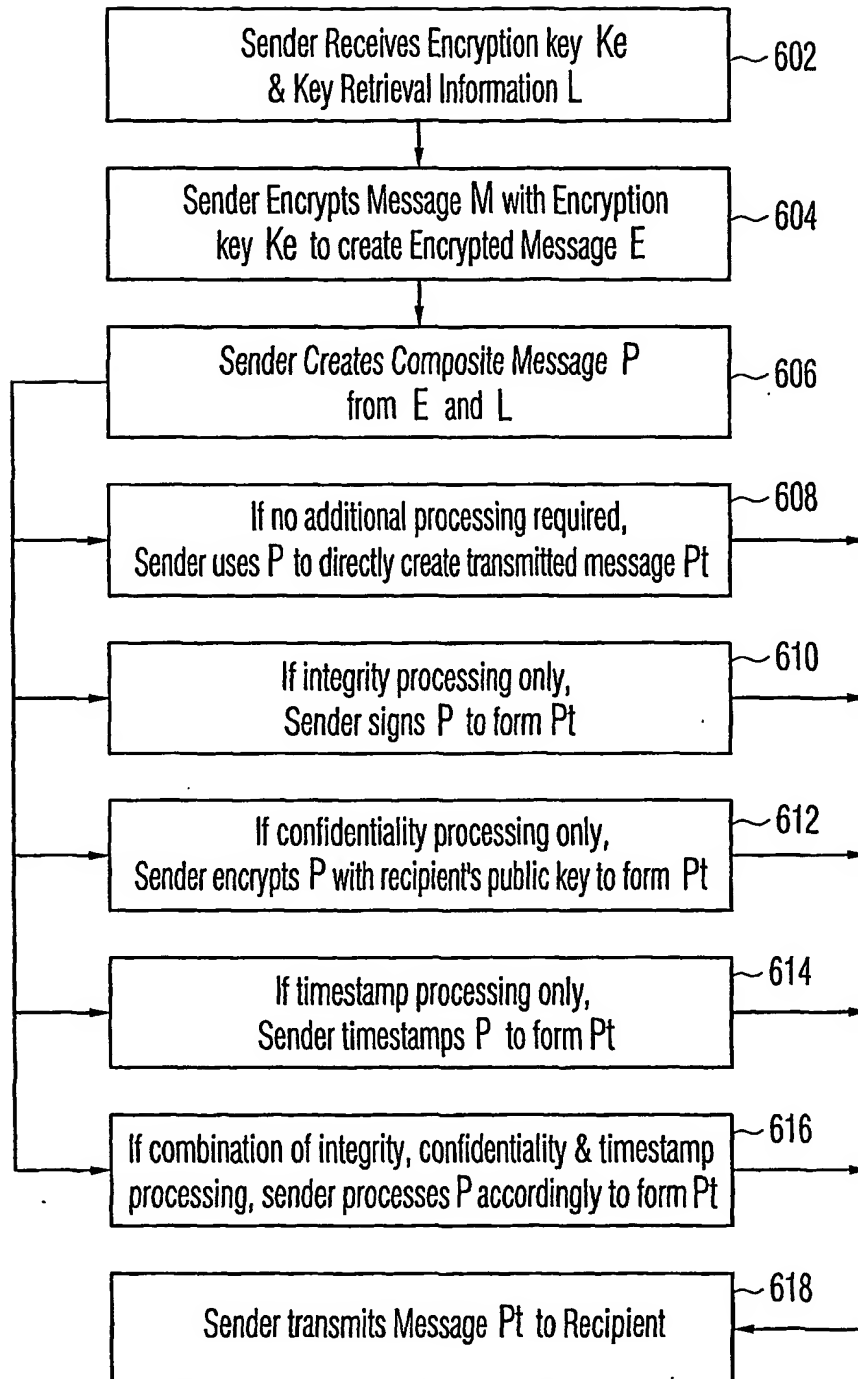 Sender Receives Encryption key Ke
& Key Retrieval Information L
602
Sender Encrypts Message M with Encryption
key Ke to create Encrypted Message E
604
Sender Creates Composite Message P
from E and L
606
If no additional processing required,
Sender uses P to directly create transmitted message Pt
608
If integrity processing only,
Sender signs P to form Pt
610
If confidentiality processing only,
Sender encrypts P with recipient's public key to form Pt
612
If timestamp processing only,
Sender timestamps P to form Pt
614
If combination of integrity, confidentiality & timestamp
processing, sender processes P accordingly to form Pt
616
Sender transmits Message Pt to Recipient
618